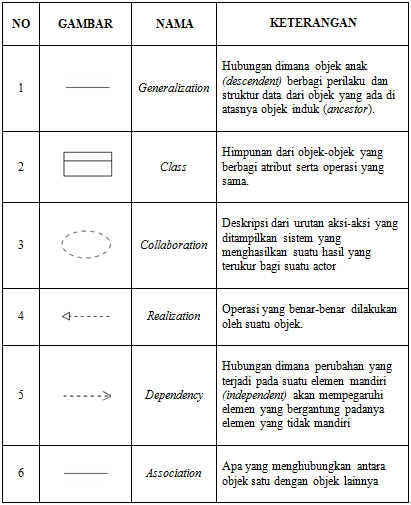 NO GAMBAR NAMA KETERANGAN
1 Generalization Hubungan dimana objek anak
(descendent) berbagi perilaku dan
struktur data dari objek yang ada di
atasnya objek induk (ancestor).
2 Class Himpunan dari objek-objek yang
berbagi atribut serta operasi yang
sama.
3 Collaboration Deskripsi dari urutan aksi-aksi yang
ditampilkan sistem yang
menghasilkan suatu hasil yang
terukur bagi suatu actor
4 Realization Operasi yang benar-benar dilakukan
oleh suatu objek.
5 Dependency Hubungan dimana perubahan yang
terjadi pada suatu elemen mandiri
(independent) akan mempegaruhi
elemen yang bergantung padanya
elemen yang tidak mandiri
6 Association Apa yang menghubungkan antara
objek satu dengan objek lainnya